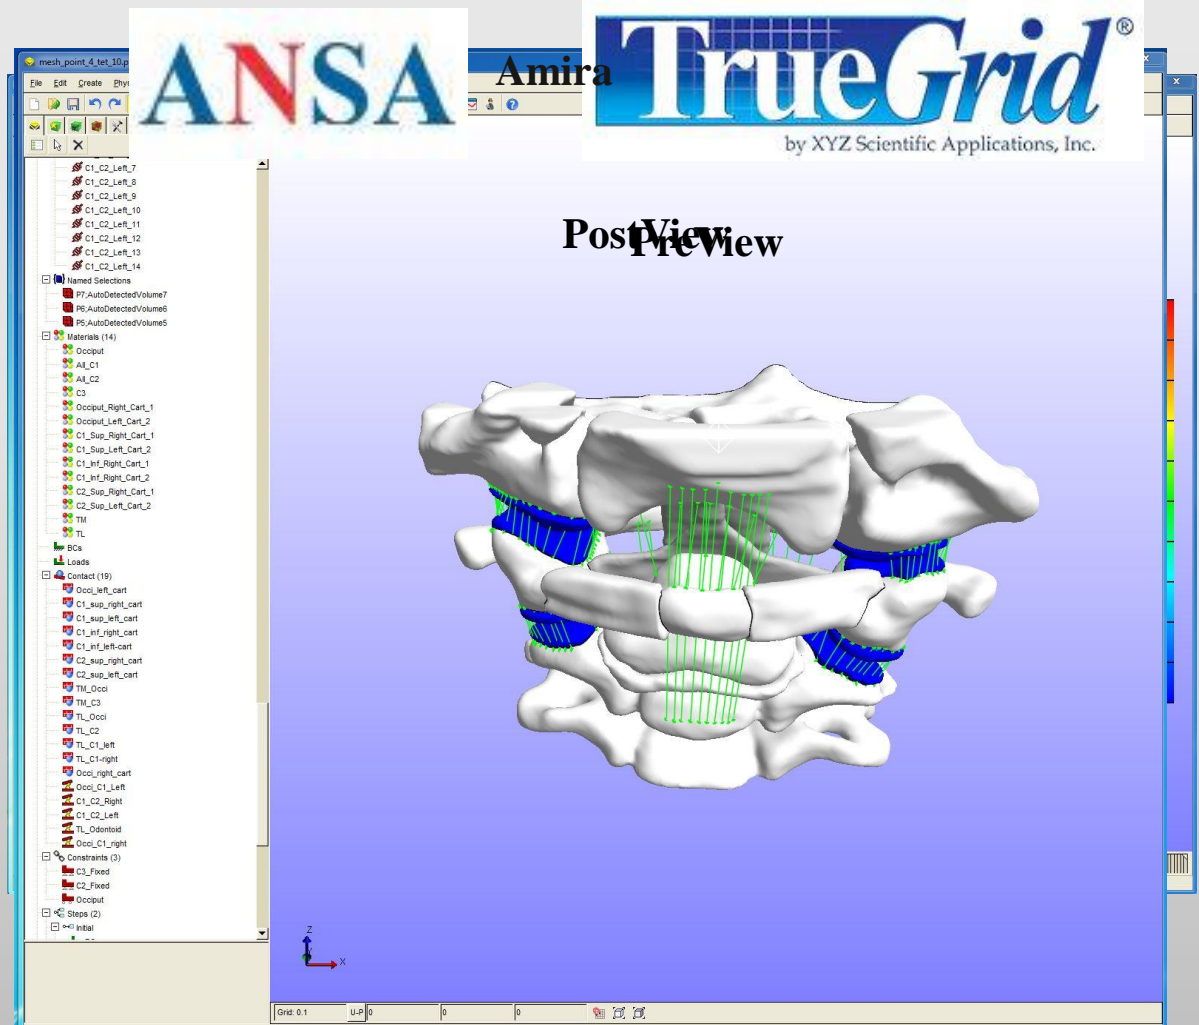 mesh_point_4_tet_10.p
ANSA
Amira
TrueGrid®
by XYZ Scientific Applications, Inc.
File Edit Create
PostView
PreView
C1_C2_Left_7
C1_C2_Left_8
C1_C2_Left_9
C1_C2_Left_10
C1_C2_Left_11
C1_C2_Left_12
C1_C2_Left_13
C1_C2_Left_14
Named Selections
P7;AutoDetectedVolume7
P6;AutoDetectedVolume6
P5;AutoDetectedVolume5
Materials (14)
Occiput
All_C1
All_C2
C3
Occiput_Right_Cart_1
Occiput_Left_Cart_2
C1_Sup_Right_Cart_1
C1_Sup_Left_Cart_2
C1_Inf_Right_Cart_1
C1_Inf_Right_Cart_2
C2_Sup_Right_Cart_1
C2_Sup_Left_Cart_2
TM
TL
BCs
Loads
Contact (19)
Occi_left_cart
C1_sup_right_cart
C1_sup_left_cart
C1_inf_right_cart
C1_inf_left-cart
C2_sup_right_cart
C2_sup_left_cart
TM_Occi
TM_C3
TL_Occi
TL_C2
TL_C1_left
TL_C1-right
Occi_right_cart
Occi_C1_Left
C1_C2_Right
C1_C2_Left
TL_Odontoid
Occi_C1_right
Constraints (3)
C3_Fixed
C2_Fixed
Occiput
Steps (2)
Initial
Z
X
Grid: 0.1 U-P 0 0 0